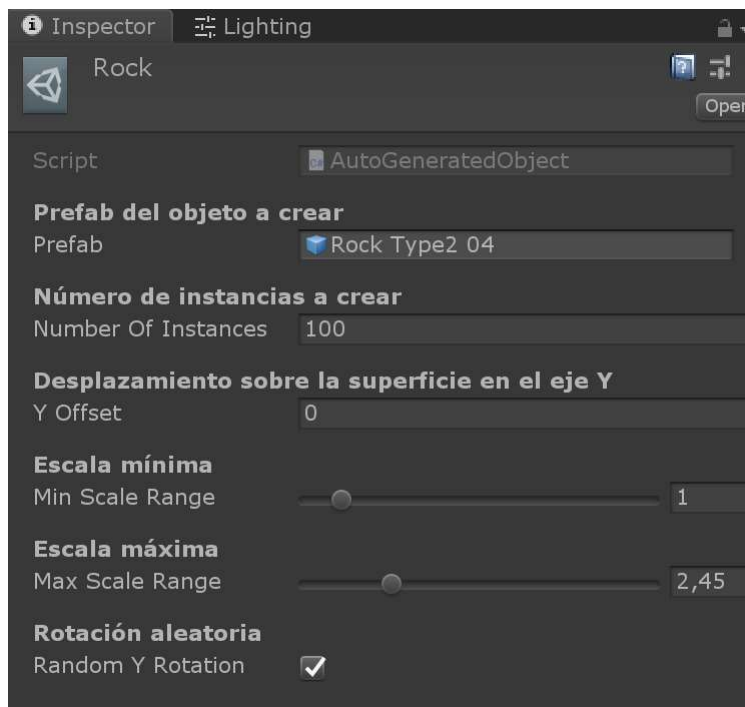 Inspector Lighting
Rock
Open
Script AutoGeneratedObject
Prefab del objeto a crear
Prefab Rock Type2 04
Número de instancias a crear
Number Of Instances 100
Desplazamiento sobre la superficie en el eje Y
Y Offset 0
Escala mínima
Min Scale Range 1
Escala máxima
Max Scale Range 2,45
Rotación aleatoria
Random Y Rotation